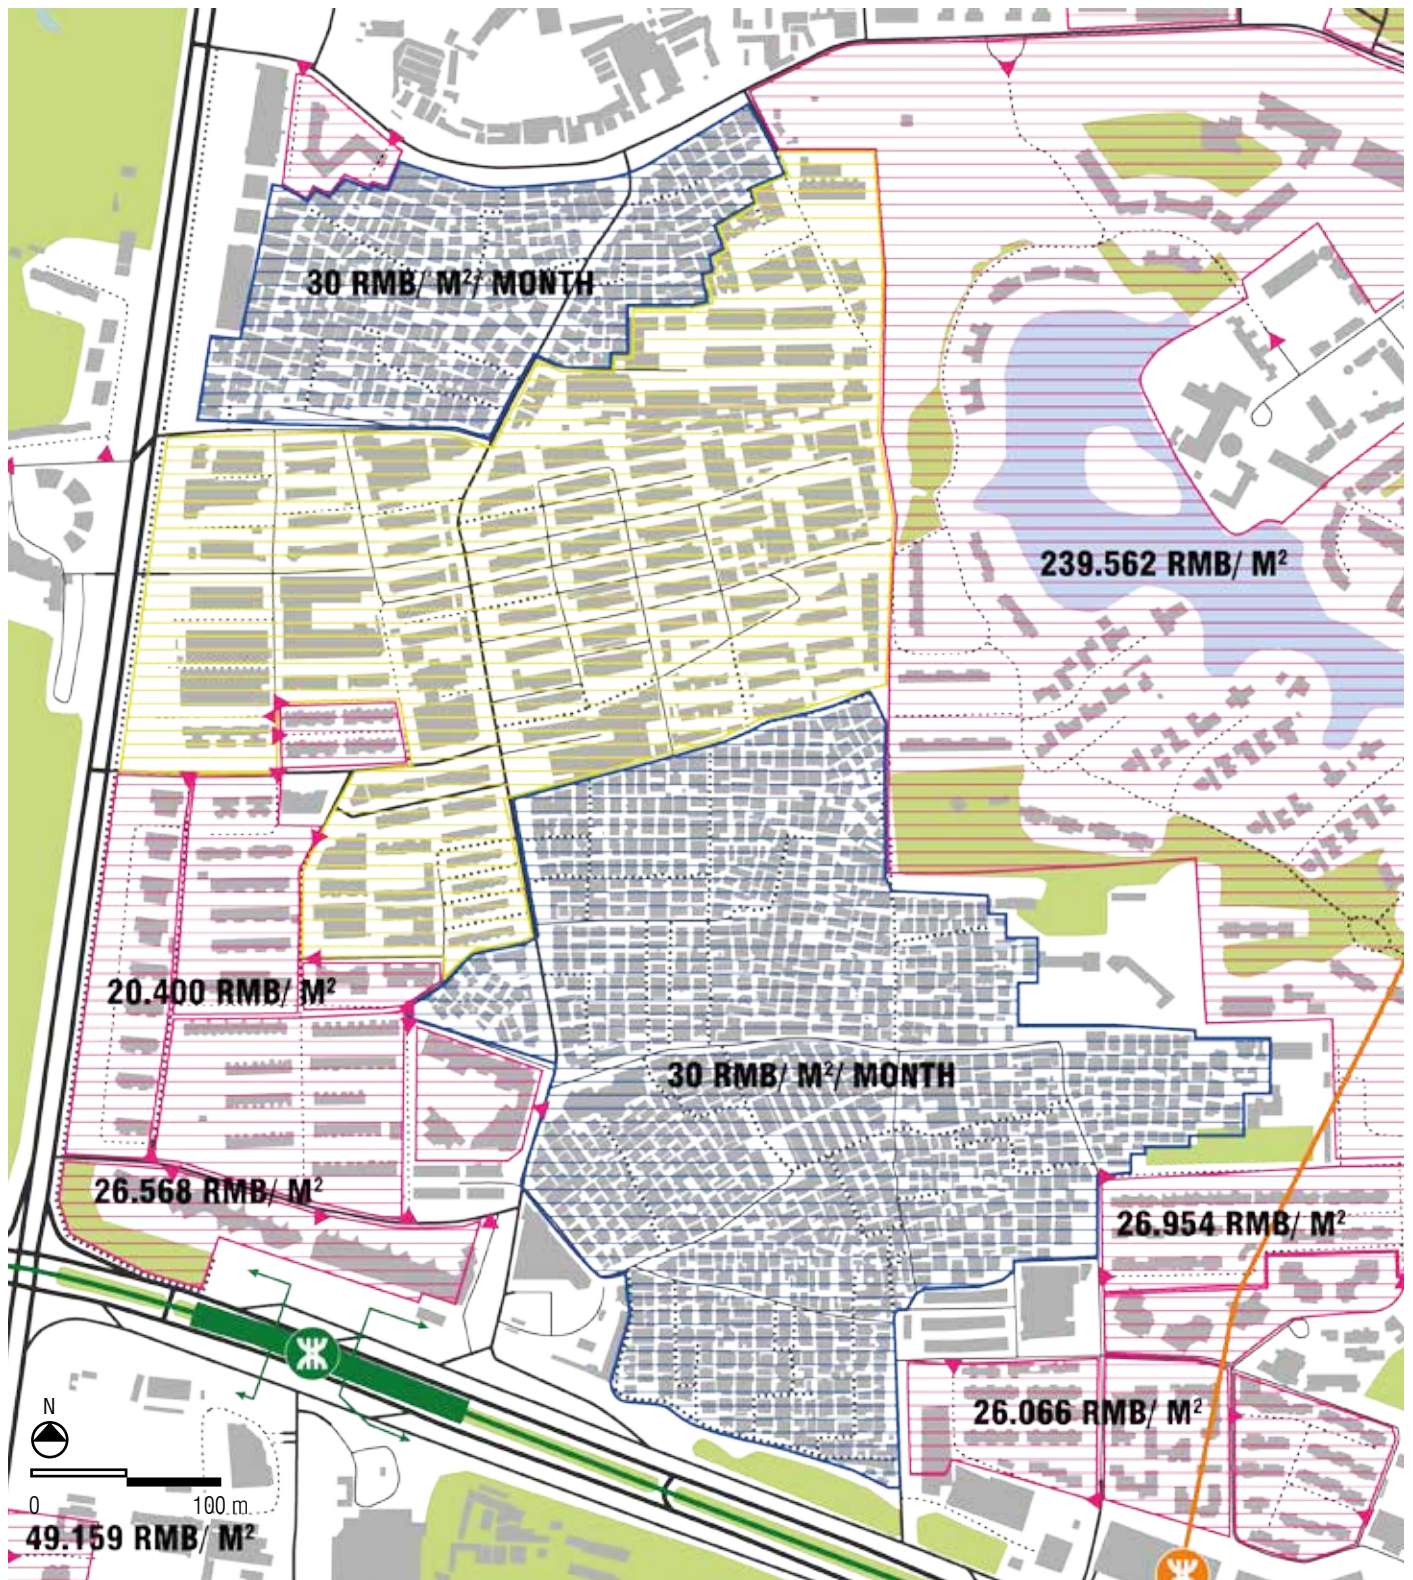 30 RMB/ M²/ MONTH
239.562 RMB/ M²
20.400 RMB/ M²
30 RMB/ M²/ MONTH
26.568 RMB/ M²
26.954 RMB/ M²
26.066 RMB/ M²
N
0 100 m
49.159 RMB/ M²